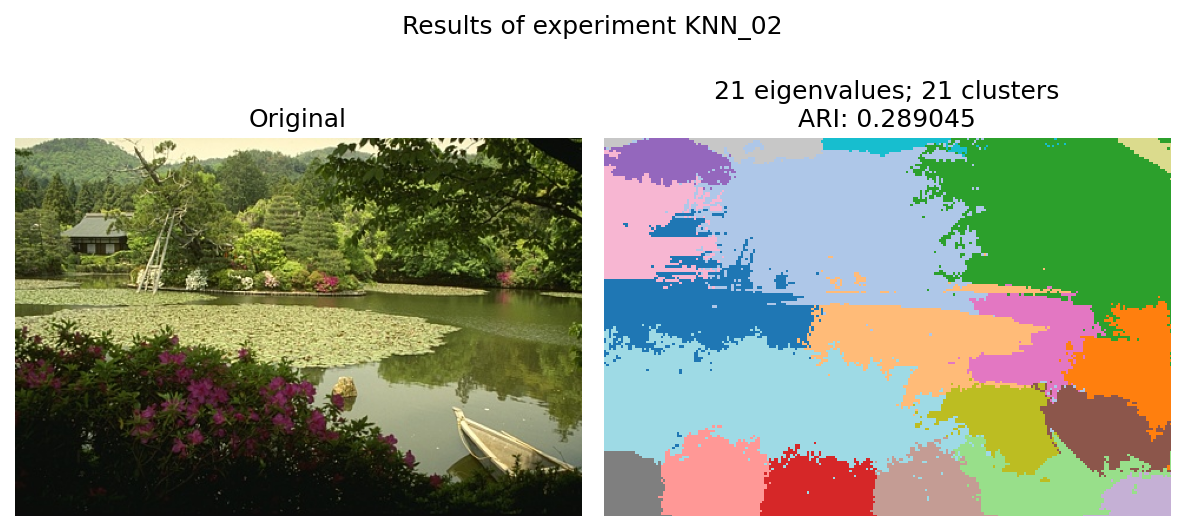 Results of experiment KNN_02
Original
21 eigenvalues; 21 clusters
ARI: 0.289045